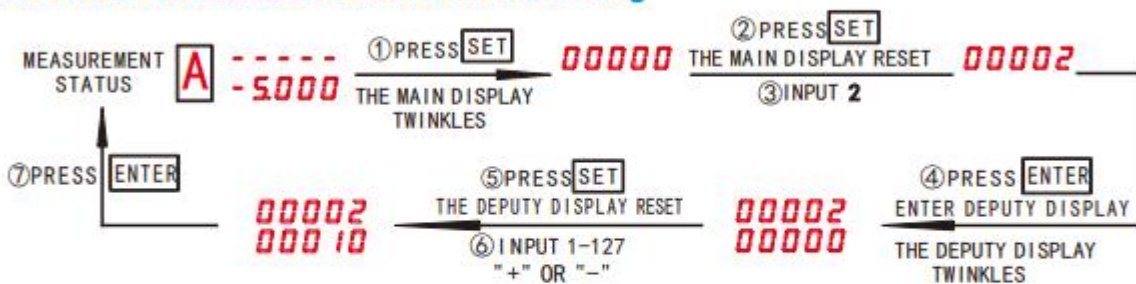 MEASUREMENT STATUS
A
- - - - -
-5.000
①PRESS SET
THE MAIN DISPLAY
TWINKLES
00000
②PRESS SET
THE MAIN DISPLAY RESET
③INPUT 2
00002
④PRESS ENTER
ENTER DEPUTY DISPLAY
THE DEPUTY DISPLAY
TWINKLES
00002
00000
⑤PRESS SET
THE DEPUTY DISPLAY RESET
⑥INPUT 1-127
"+" OR "-"
00002
00010
⑦PRESS ENTER